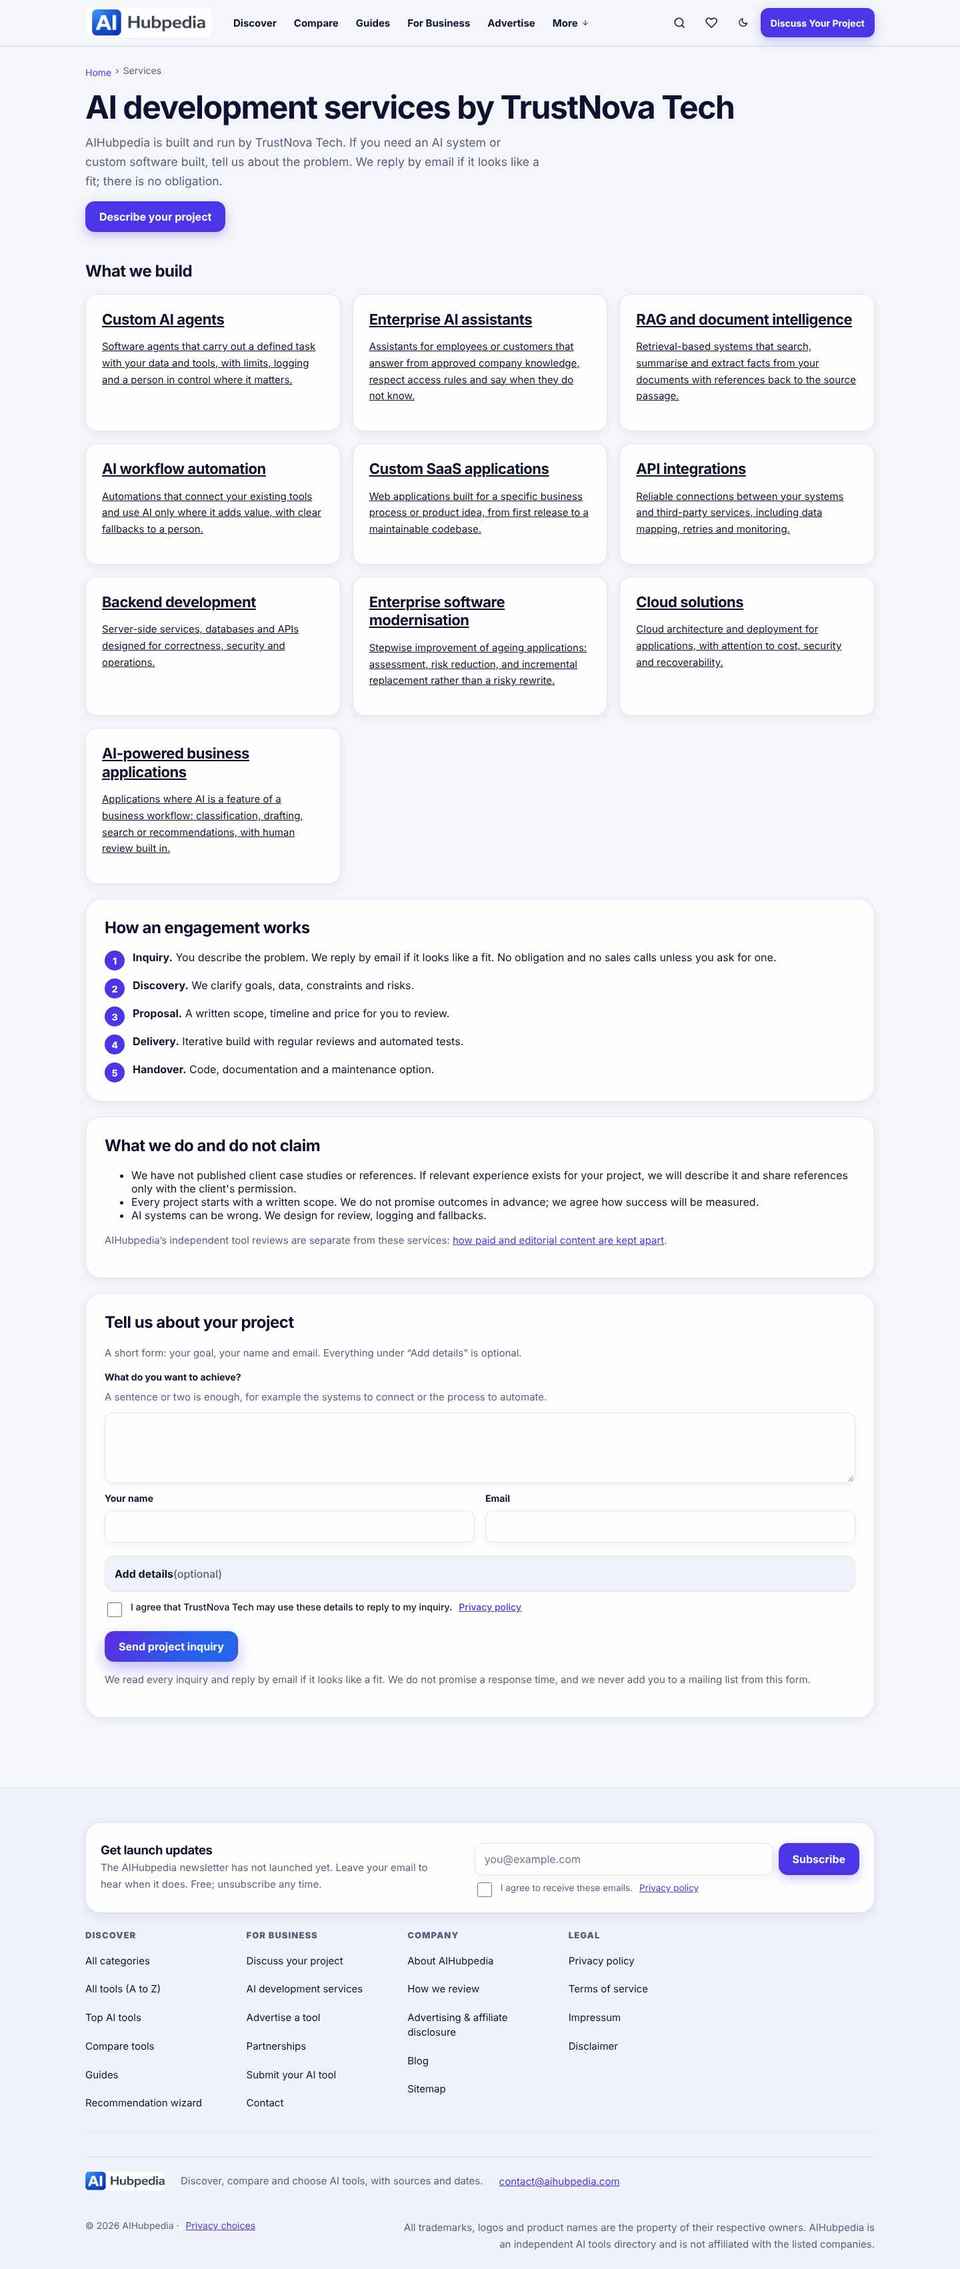 AI Hubpedia
Discover
Compare
Guides
For Business
Advertise
More
Discuss Your Project
Home › Services
AI development services by TrustNova Tech
AIHubpedia is built and run by TrustNova Tech. If you need an AI system or
custom software built, tell us about the problem. We reply by email if it looks like a
fit; there is no obligation.
Describe your project
What we build
Custom AI agents
Software agents that carry out a defined task
with your data and tools, with limits, logging
and a person in control where it matters.
Enterprise AI assistants
Assistants for employees or customers that
answer from approved company knowledge,
respect access rules and say when they do
not know.
RAG and document intelligence
Retrieval-based systems that search,
summarise and extract facts from your
documents with references back to the source
passage.
AI workflow automation
Automations that connect your existing tools
and use AI only where it adds value, with clear
fallbacks to a person.
Custom SaaS applications
Web applications built for a specific business
process or product idea, from first release to a
maintainable codebase.
API integrations
Reliable connections between your systems
and third-party services, including data
mapping, retries and monitoring.
Backend development
Server-side services, databases and APIs
designed for correctness, security and
operations.
Enterprise software
modernisation
Stepwise improvement of ageing applications:
assessment, risk reduction, and incremental
replacement rather than a risky rewrite.
Cloud solutions
Cloud architecture and deployment for
applications, with attention to cost, security
and recoverability.
AI-powered business
applications
Applications where AI is a feature of a
business workflow: classification, drafting,
search or recommendations, with human
review built in.
How an engagement works
1 Inquiry. You describe the problem. We reply by email if it looks like a fit. No obligation and no sales calls unless you ask for one.
2 Discovery. We clarify goals, data, constraints and risks.
3 Proposal. A written scope, timeline and price for you to review.
4 Delivery. Iterative build with regular reviews and automated tests.
5 Handover. Code, documentation and a maintenance option.
What we do and do not claim
• We have not published client case studies or references. If relevant experience exists for your project, we will describe it and share references
only with the client's permission.
• Every project starts with a written scope. We do not promise outcomes in advance; we agree how success will be measured.
• AI systems can be wrong. We design for review, logging and fallbacks.
AIHubpedia's independent tool reviews are separate from these services: how paid and editorial content are kept apart.
Tell us about your project
A short form: your goal, your name and email. Everything under “Add details” is optional.
What do you want to achieve?
A sentence or two is enough, for example the systems to connect or the process to automate.
Your name
Email
Add details(optional)
I agree that TrustNova Tech may use these details to reply to my inquiry. Privacy policy
Send project inquiry
We read every inquiry and reply by email if it looks like a fit. We do not promise a response time, and we never add you to a mailing list from this form.
Get launch updates
The AIHubpedia newsletter has not launched yet. Leave your email to
hear when it does. Free; unsubscribe any time.
you@example.com
Subscribe
I agree to receive these emails. Privacy policy
DISCOVER
All categories
All tools (A to Z)
Top AI tools
Compare tools
Guides
Recommendation wizard
FOR BUSINESS
Discuss your project
AI development services
Advertise a tool
Partnerships
Submit your AI tool
Contact
COMPANY
About AIHubpedia
How we review
Advertising & affiliate
disclosure
Blog
Sitemap
LEGAL
Privacy policy
Terms of service
Impressum
Disclaimer
AI Hubpedia
Discover, compare and choose AI tools, with sources and dates.
contact@aihubpedia.com
© 2026 AIHubpedia · Privacy choices
All trademarks, logos and product names are the property of their respective owners. AIHubpedia is
an independent AI tools directory and is not affiliated with the listed companies.